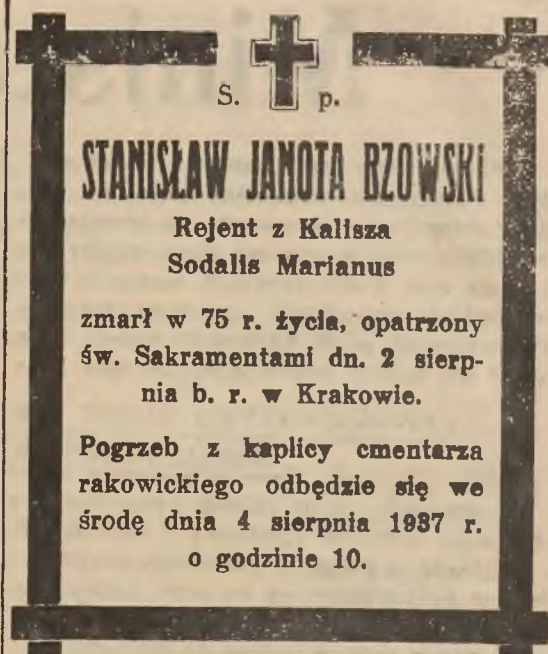 S. p.
STANISŁAW JANOTA BZOWSKI
Rejent z Kalisza
Sodalis Marianus
zmarł w 75 r. życia, opatrzony
św. Sakramentami dn. 2 sierp-
nia b. r. w Krakowie.
Pogrzeb z kaplicy cmentarza
rakowickiego odbędzie się we
środę dnia 4 sierpnia 1937 r.
o godzinie 10.